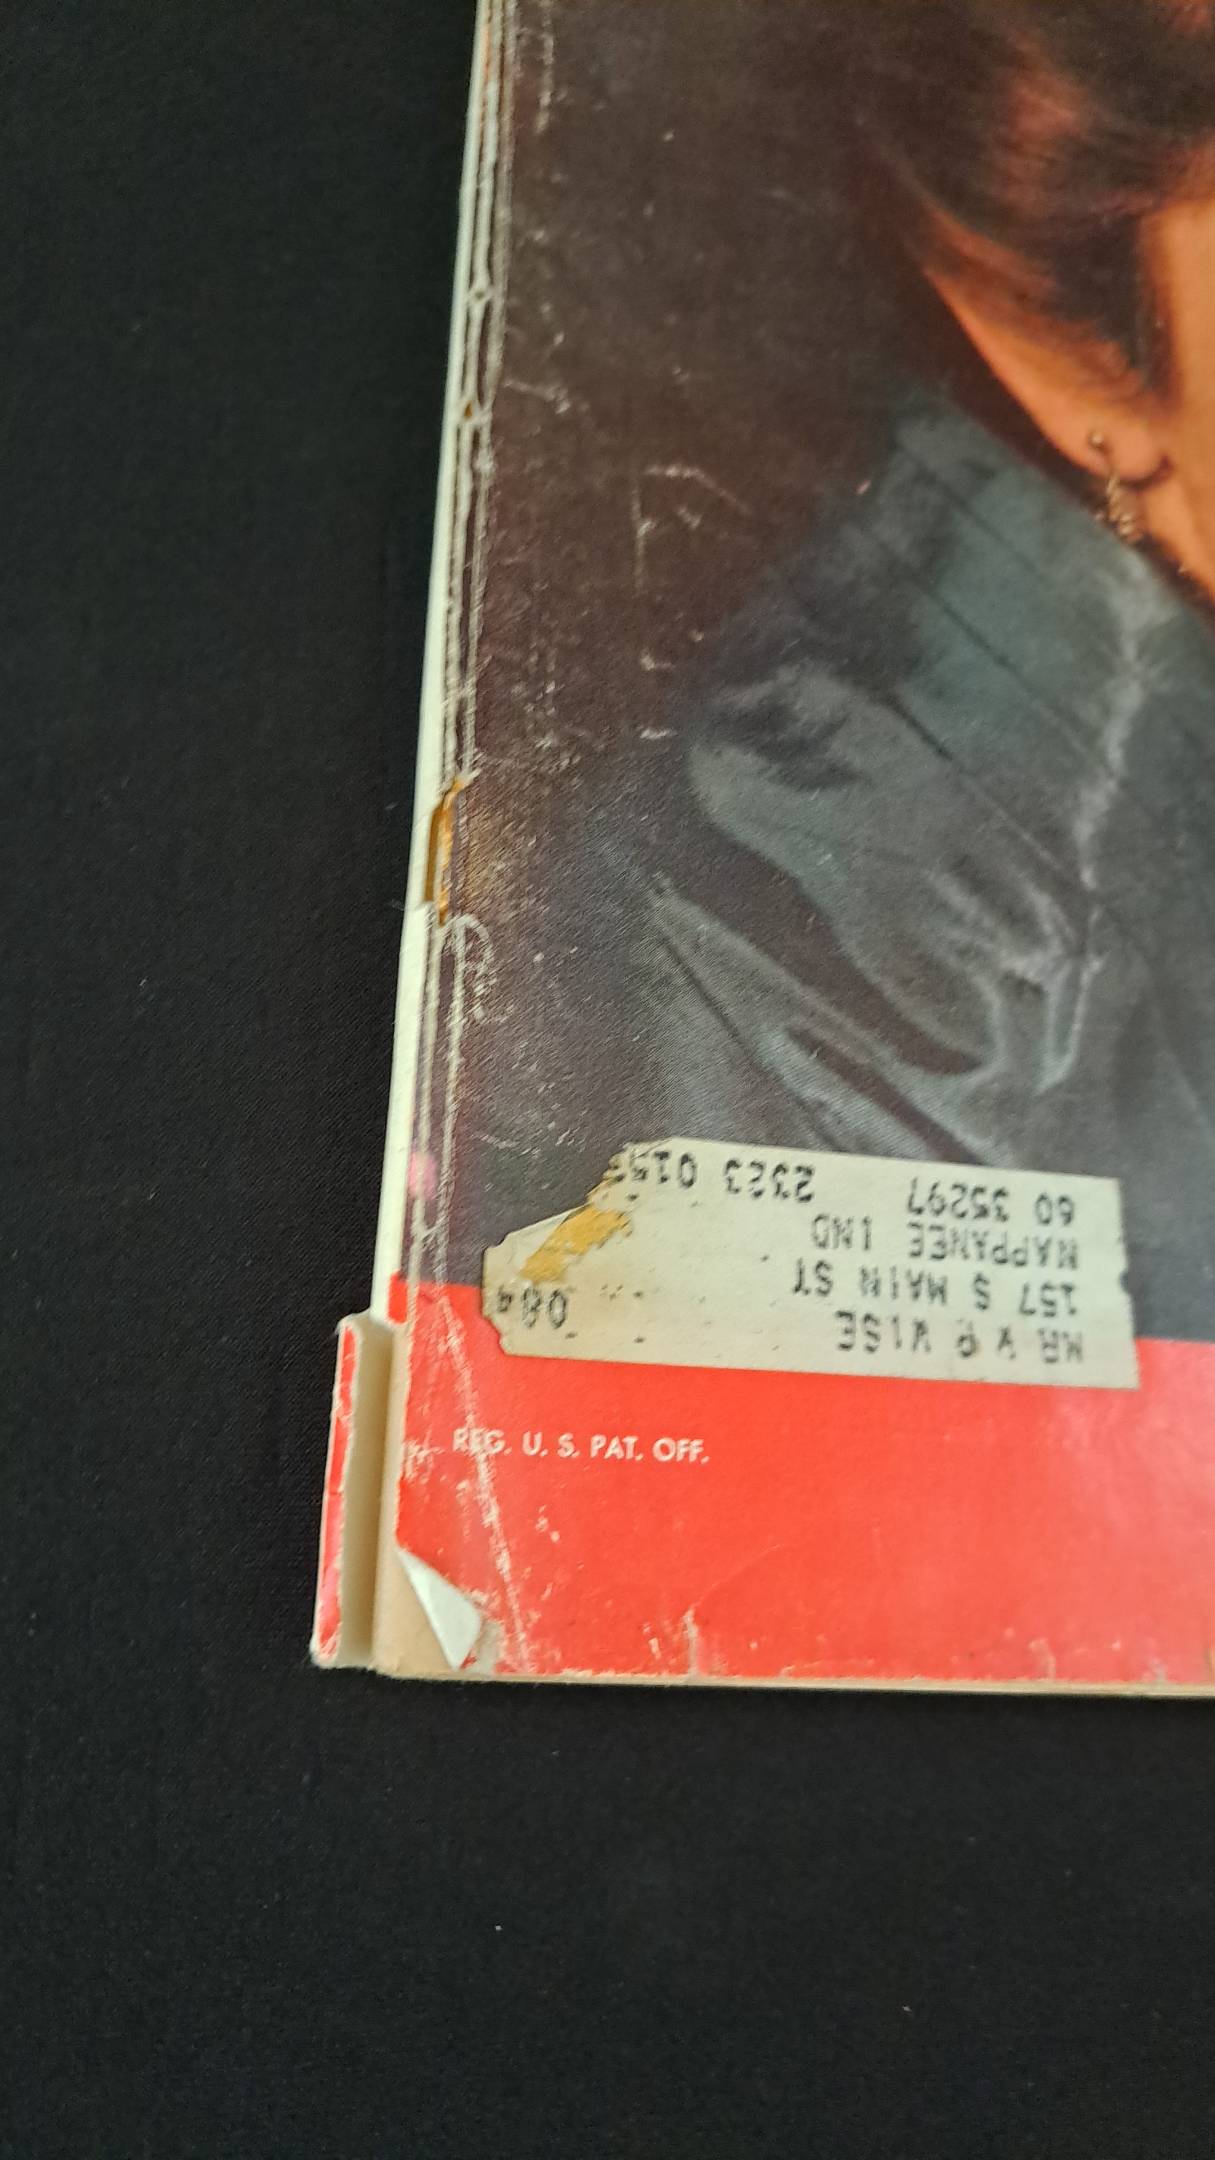 MR V P WISE
157 S MAIN ST
NAPPANEE IND
60 35297 2323
REG. U. S. PAT. OFF.